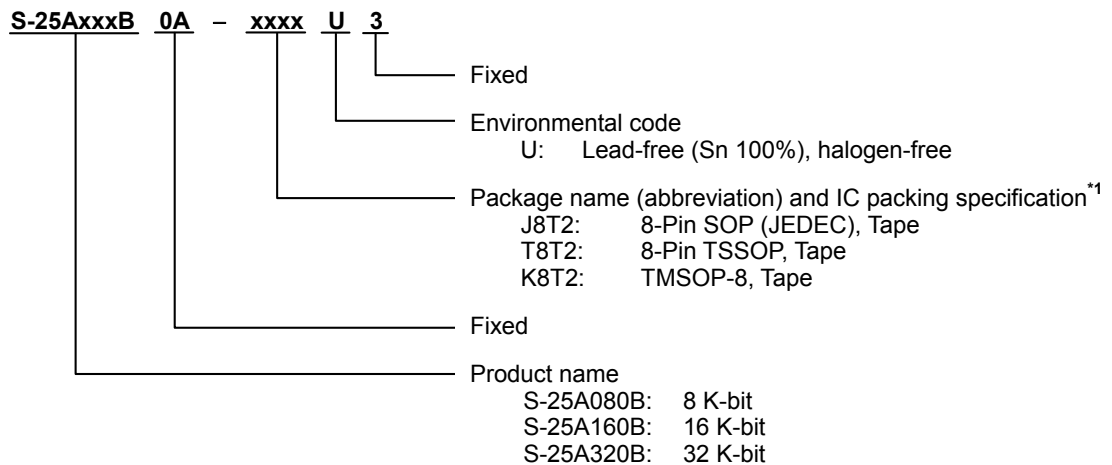 S-25AxxxB 0A – xxxx U 3
Fixed
Environmental code
U: Lead-free (Sn 100%), halogen-free
Package name (abbreviation) and IC packing specification*1
J8T2: 8-Pin SOP (JEDEC), Tape
T8T2: 8-Pin TSSOP, Tape
K8T2: TMSOP-8, Tape
Fixed
Product name
S-25A080B: 8 K-bit
S-25A160B: 16 K-bit
S-25A320B: 32 K-bit